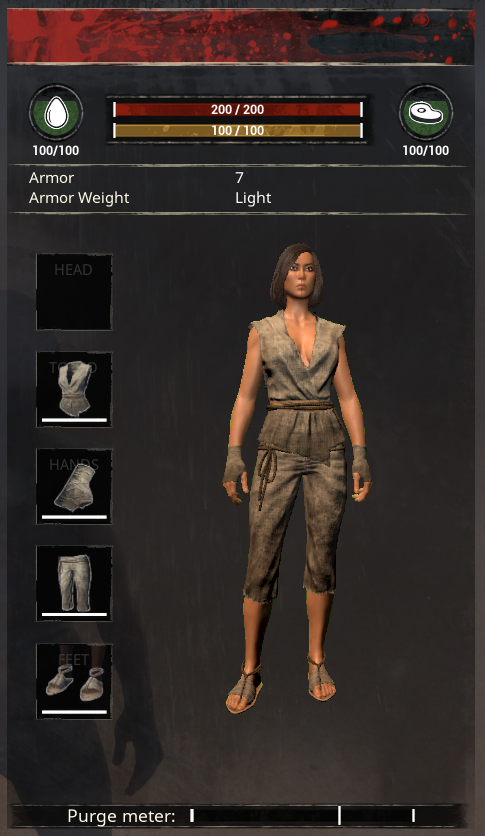 200 / 200
100 / 100
100/100
100/100
Armor 7
Armor Weight Light
HEAD
HANDS
FEET
Purge meter: